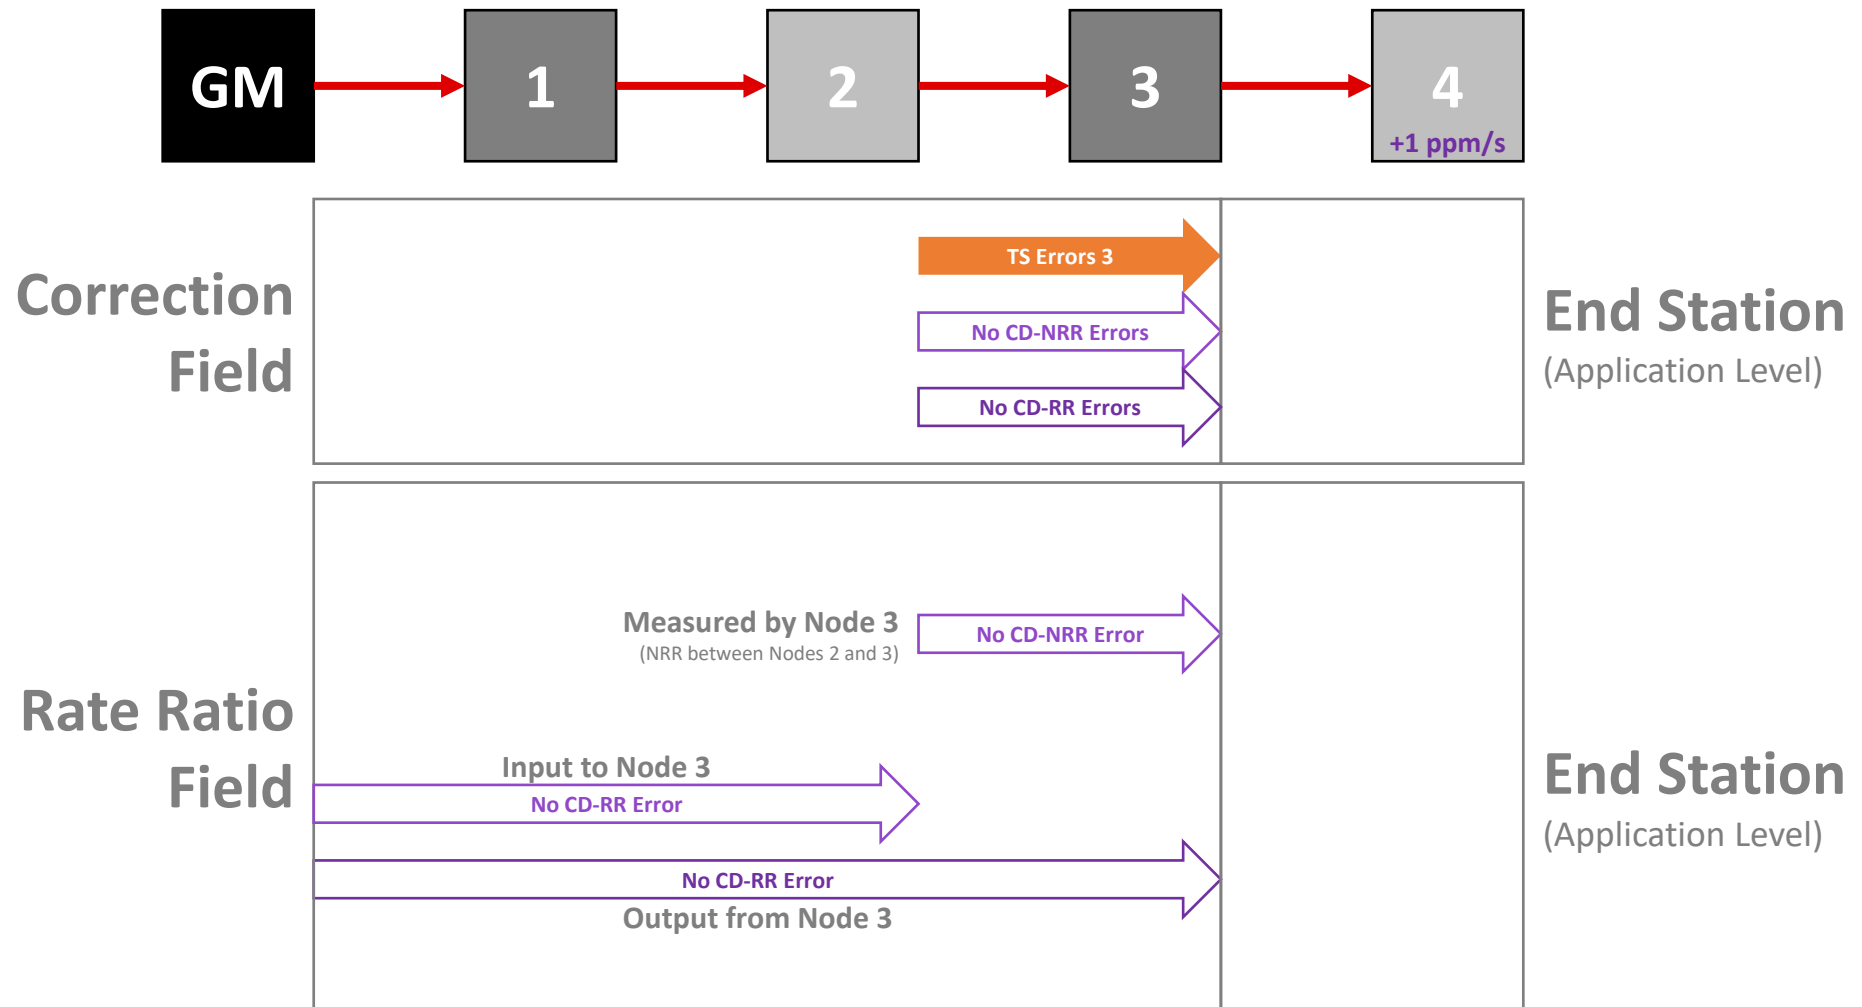 GM
1
2
3
4
+1 ppm/s
Correction
Field
TS Errors 3
No CD-NRR Errors
No CD-RR Errors
End Station
(Application Level)
Rate Ratio
Field
Measured by Node 3
(NRR between Nodes 2 and 3)
No CD-NRR Error
Input to Node 3
No CD-RR Error
No CD-RR Error
Output from Node 3
End Station
(Application Level)